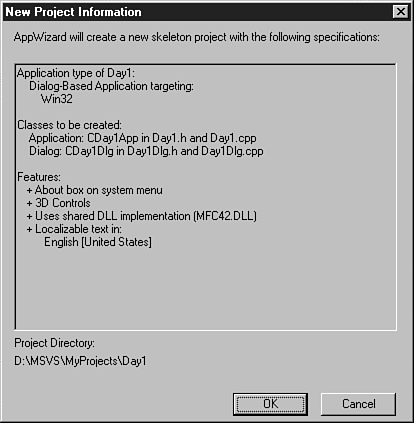 New Project Information
AppWizard will create a new skeleton project with the following specifications:
Application type of Day1:
Dialog-Based Application targeting:
Win32
Classes to be created:
Application: CDay1App in Day1.h and Day1.cpp
Dialog: CDay1Dlg in Day1Dlg.h and Day1Dlg.cpp
Features:
+ About box on system menu
+ 3D Controls
+ Uses shared DLL implementation (MFC42.DLL)
+ Localizable text in:
English [United States]
Project Directory:
D:\MSVS\MyProjects\Day1
OK Cancel